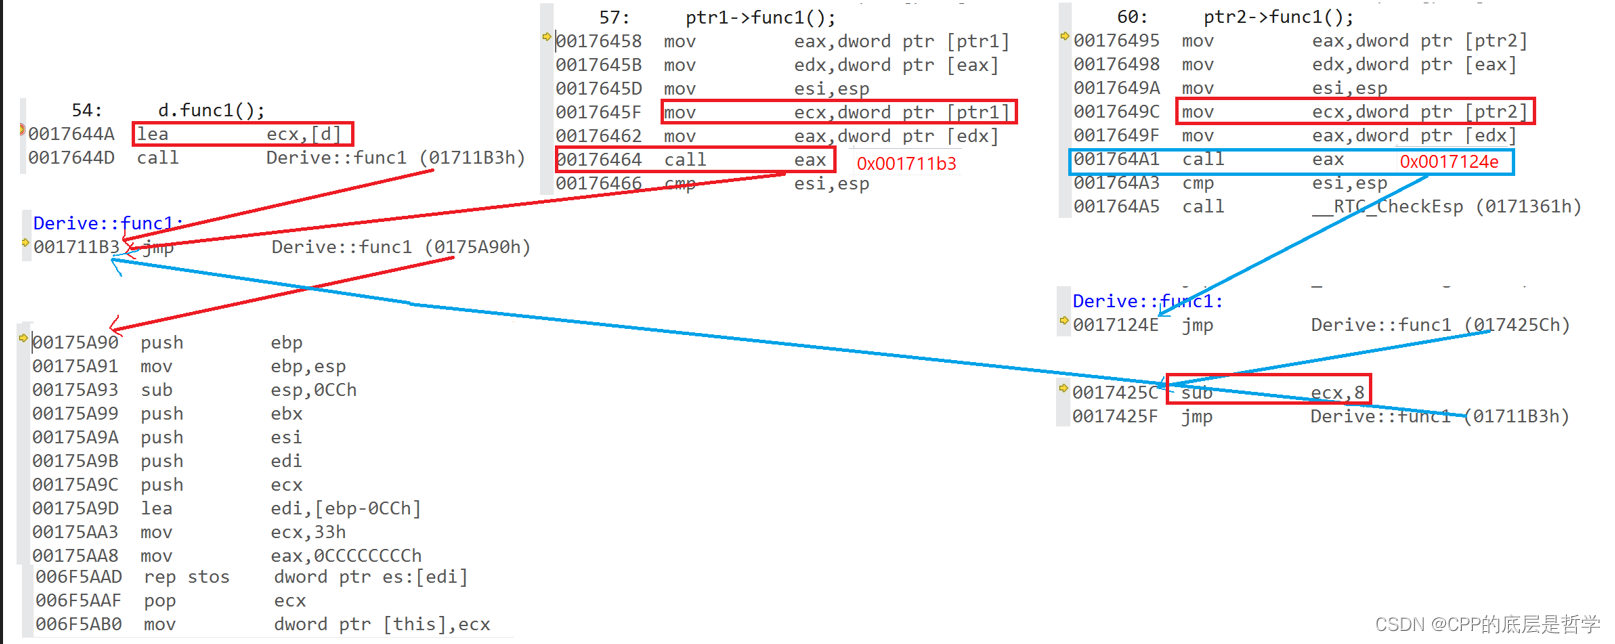 54: d.func1();
0017644A lea ecx,[d]
0017644D call Derive::func1 (01711B3h)
Derive::func1:
001711B3 jmp Derive::func1 (0175A90h)
00175A90 push ebp
00175A91 mov ebp,esp
00175A93 sub esp,0CCh
00175A99 push ebx
00175A9A push esi
00175A9B push edi
00175A9C push ecx
00175A9D lea edi,[ebp-0CCh]
00175AA3 mov ecx,33h
00175AA8 mov eax,0CCCCCCCCh
006F5AAD rep stos dword ptr es:[edi]
006F5AAF pop ecx
006F5AB0 mov dword ptr [this],ecx
57: ptr1->func1();
00176458 mov eax,dword ptr [ptr1]
0017645B mov edx,dword ptr [eax]
0017645D mov esi,esp
0017645F mov ecx,dword ptr [ptr1]
00176462 mov eax,dword ptr [edx]
00176464 call eax 0x001711b3
00176466 cmp esi,esp
60: ptr2->func1();
00176495 mov eax,dword ptr [ptr2]
00176498 mov edx,dword ptr [eax]
0017649A mov esi,esp
0017649C mov ecx,dword ptr [ptr2]
0017649F mov eax,dword ptr [edx]
001764A1 call eax 0x0017124e
001764A3 cmp esi,esp
001764A5 call __RTC_CheckEsp (0171361h)
Derive::func1:
0017124E jmp Derive::func1 (017425Ch)
0017425C sub ecx,8
0017425F jmp Derive::func1 (01711B3h)
CSDN @CPP的底层是哲学